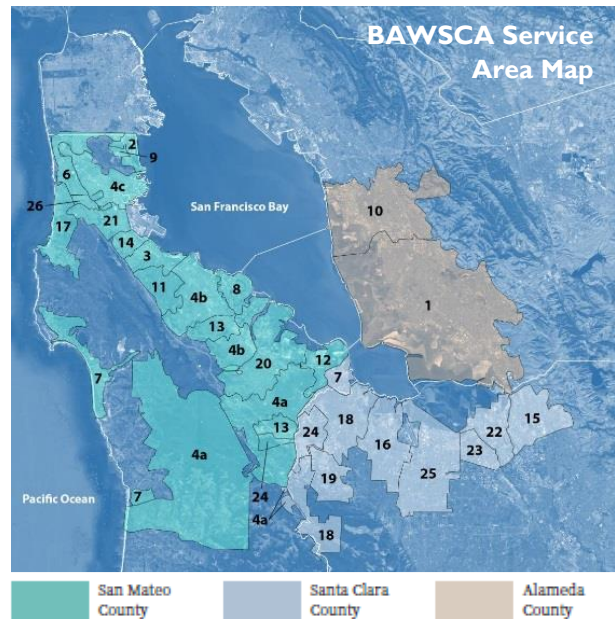 BAWSCA Service
Area Map
2
9
6
4c
26
San Francisco Bay
10
17
21
14
3
11
4b
8
1
13
4b
20
12
7
7
4a
13
24
18
15
22
16
23
4a
25
19
7
24
Pacific Ocean
4a
18
San Mateo
County
Santa Clara
County
Alameda
County